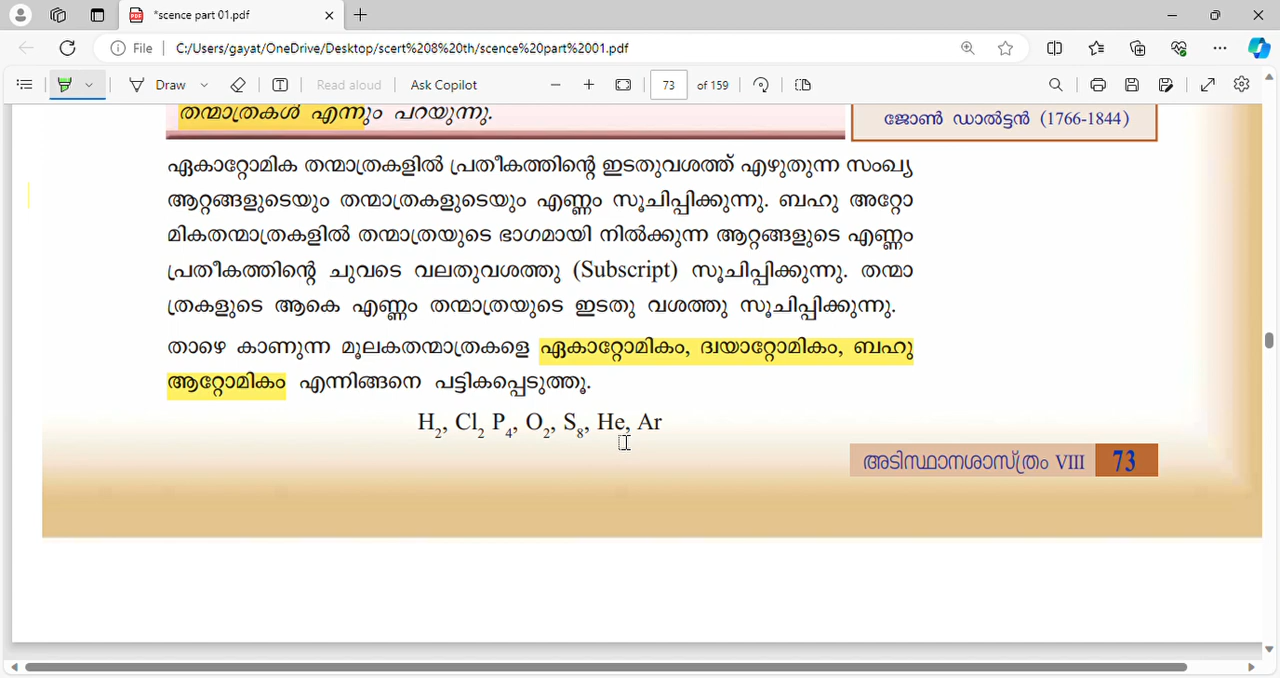 *scence part 01.pdf
File
C:/Users/gayat/OneDrive/Desktop/scert%208%20th/scence%20part%2001.pdf
Draw
Read aloud
Ask Copilot
73 of 159
തന്മാത്രകൾ എന്നും പറയുന്നു.
ജോൺ ഡാൽട്ടൻ (1766-1844)
ഏകാറ്റോമിക തന്മാത്രകളിൽ പ്രതീകത്തിന്റെ ഇടതുവശത്ത് എഴുതുന്ന സംഖ്യ
ആറ്റങ്ങളുടെയും തന്മാത്രകളുടെയും എണ്ണം സൂചിപ്പിക്കുന്നു. ബഹു അറ്റോ
മികതന്മാത്രകളിൽ തന്മാത്രയുടെ ഭാഗമായി നിൽക്കുന്ന ആറ്റങ്ങളുടെ എണ്ണം
പ്രതീകത്തിന്റെ ചുവടെ വലതുവശത്തു (Subscript) സൂചിപ്പിക്കുന്നു. തന്മാ
ത്രകളുടെ ആകെ എണ്ണം തന്മാത്രയുടെ ഇടതു വശത്തു സൂചിപ്പിക്കുന്നു.
താഴെ കാണുന്ന മൂലകതന്മാത്രകളെ ഏകാറ്റോമികം, ദ്വയാറ്റോമികം, ബഹു
ആറ്റോമികം എന്നിങ്ങനെ പട്ടികപ്പെടുത്തൂ.
H₂, Cl₂ P₄, O₂, S₈, He, Ar
അടിസ്ഥാനശാസ്ത്രം VIII 73